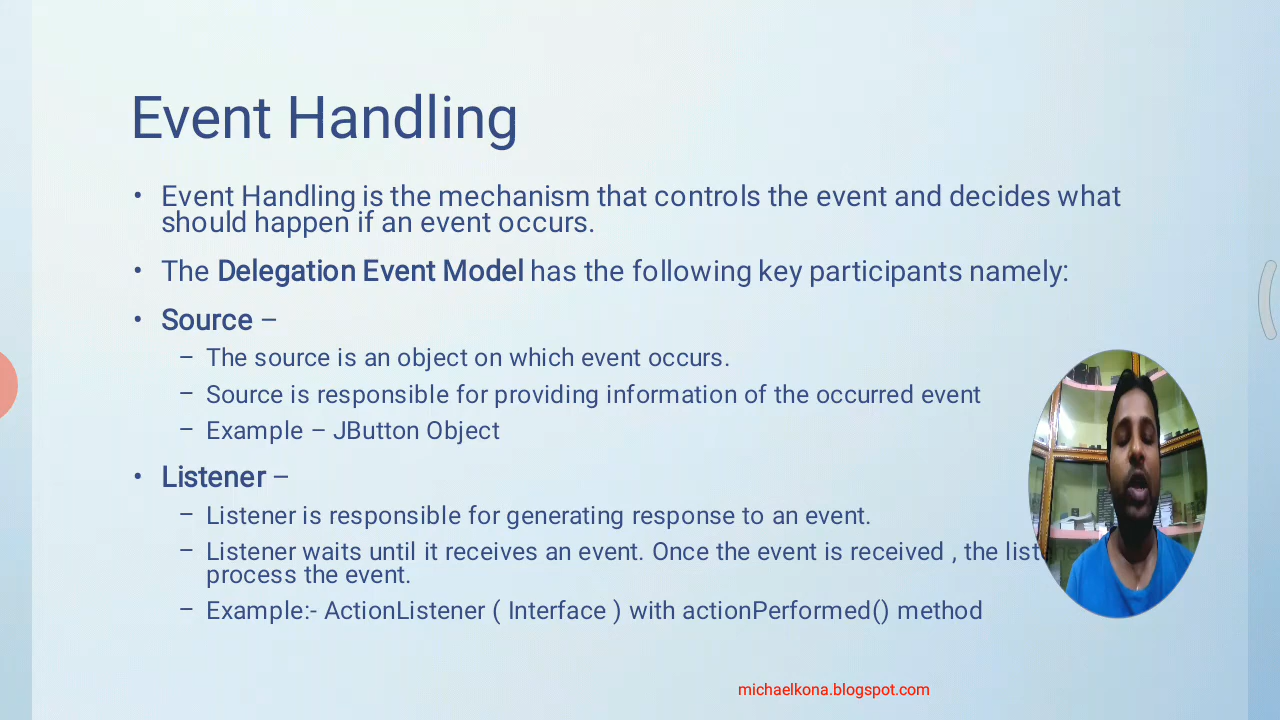 Event Handling
• Event Handling is the mechanism that controls the event and decides what
should happen if an event occurs.
• The Delegation Event Model has the following key participants namely:
• Source –
– The source is an object on which event occurs.
– Source is responsible for providing information of the occurred event
– Example – JButton Object
• Listener –
– Listener is responsible for generating response to an event.
– Listener waits until it receives an event. Once the event is received , the
process the event.
– Example:- ActionListener ( Interface ) with actionPerformed() method
michaelkona.blogspot.com